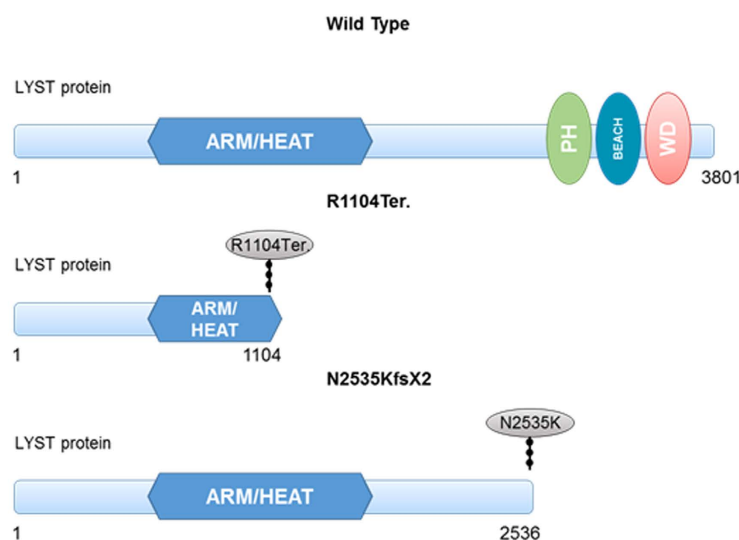 Wild Type
LYST protein
ARM/HEAT
PH
BEACH
WD
1
3801
R1104Ter.
R1104Ter.
LYST protein
ARM/
HEAT
1
1104
N2535KfsX2
N2535K
LYST protein
ARM/HEAT
1
2536